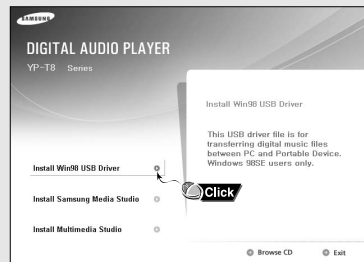 SAMSUNG
DIGITAL AUDIO PLAYER
YP-T8 Series
Install Win98 USB Driver
This USB driver file is for
transferring digital music files
between PC and Portable Device.
Windows 98SE users only.
Install Win98 USB Driver
Click
Install Samsung Media Studio
Install Multimedia Studio
Browse CD
Exit